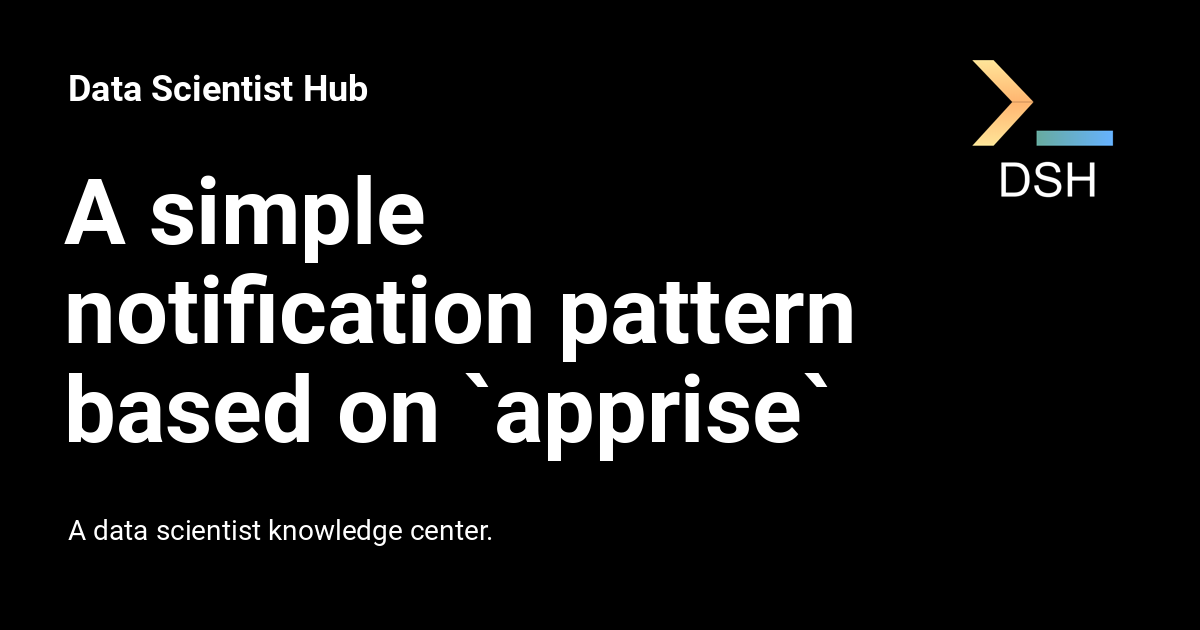 Data Scientist Hub
DSH
A simple
notification pattern
based on `apprise`
A data scientist knowledge center.